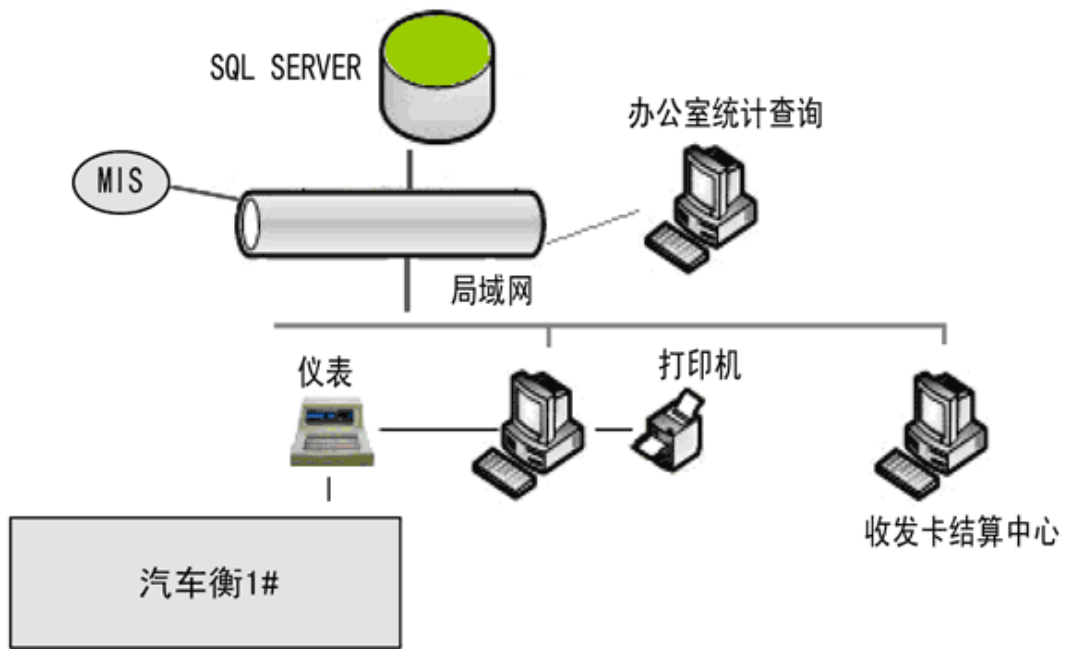 SQL SERVER
办公室统计查询
MIS
局域网
仪表
打印机
收发卡结算中心
汽车衡1#